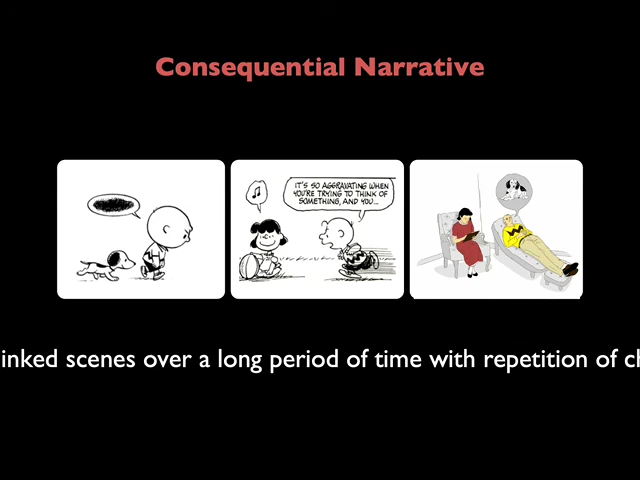 Consequential Narrative
IT'S SO AGGRAVATING WHEN
YOU'RE TRYING TO THINK OF
SOMETHING, AND YOU...
inked scenes over a long period of time with repetition of ch